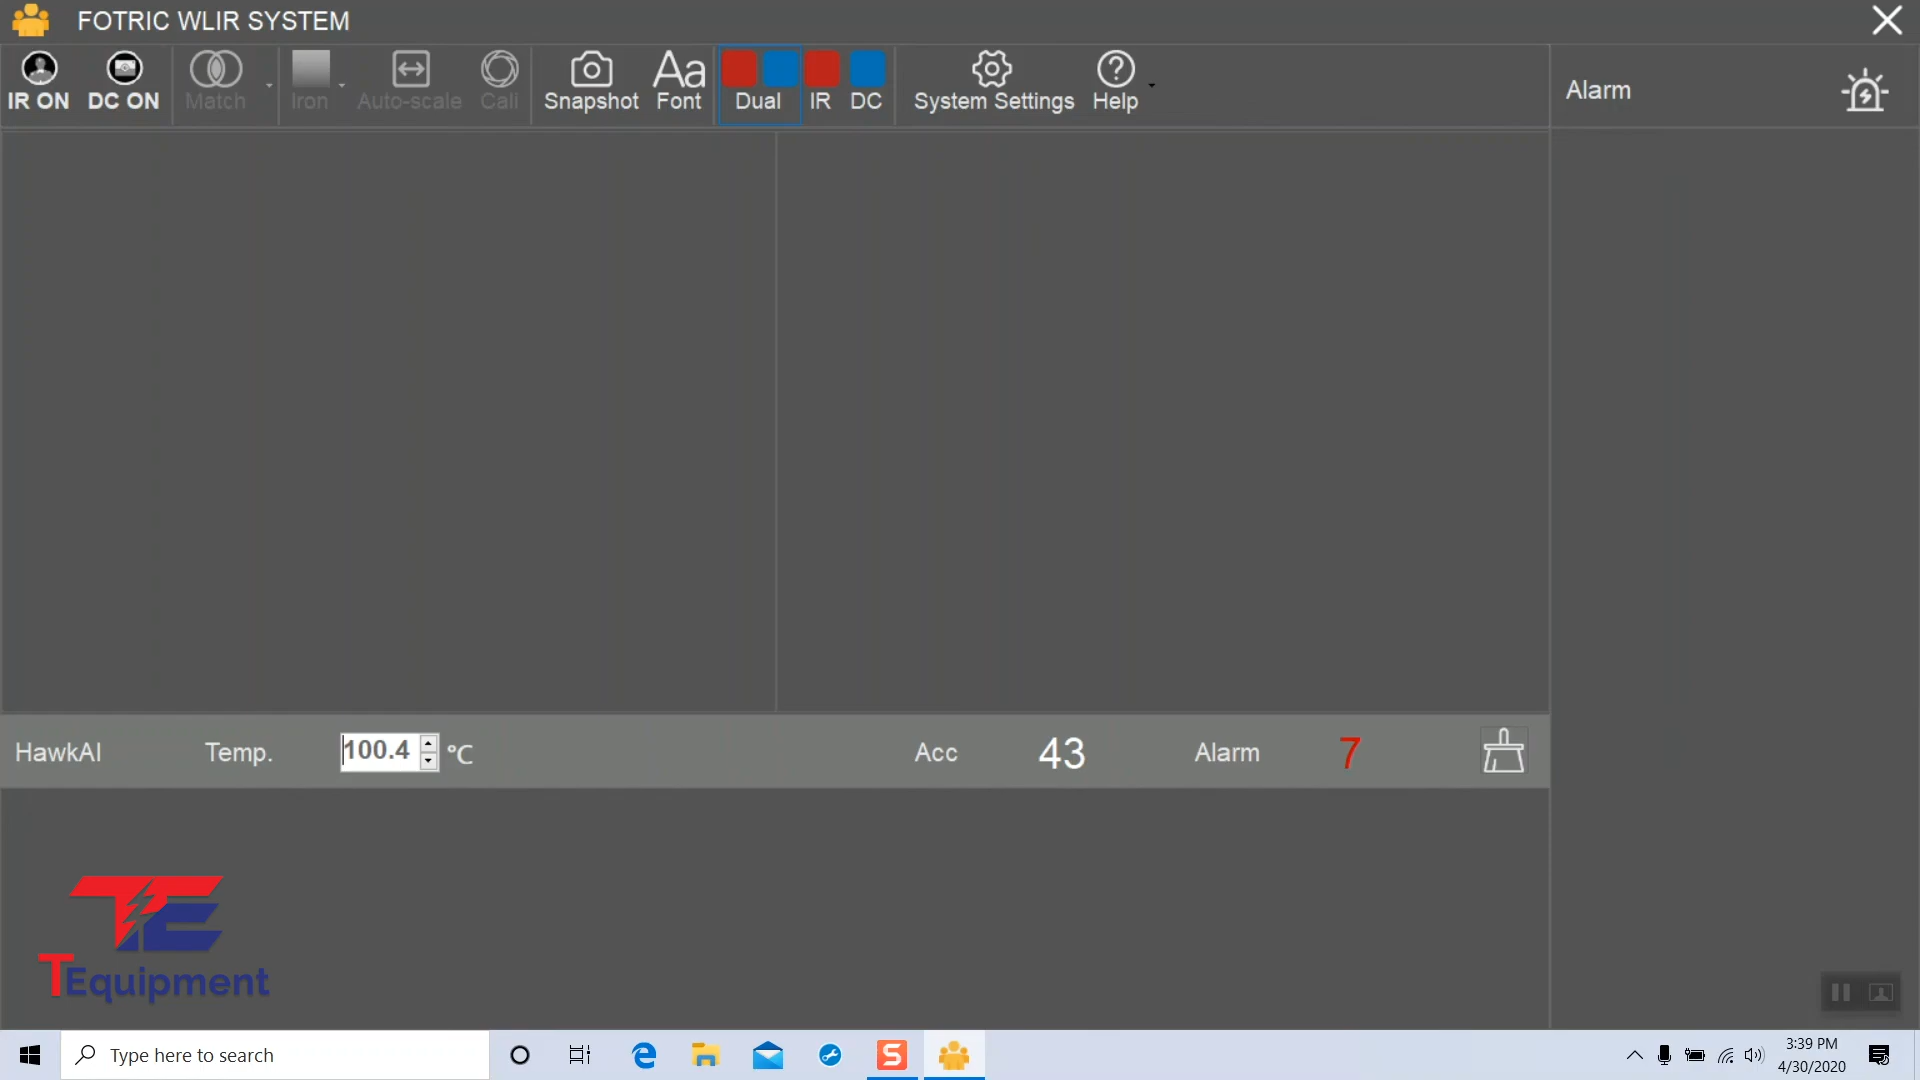 FOTRIC WLIR SYSTEM
IR ON DC ON Match Iron Auto-scale Cali Snapshot Font Dual IR DC System Settings Help
Alarm
HawkAI Temp. 100.4 ℃ Acc 43 Alarm 7
TE
TEquipment
Type here to search
3:39 PM
4/30/2020